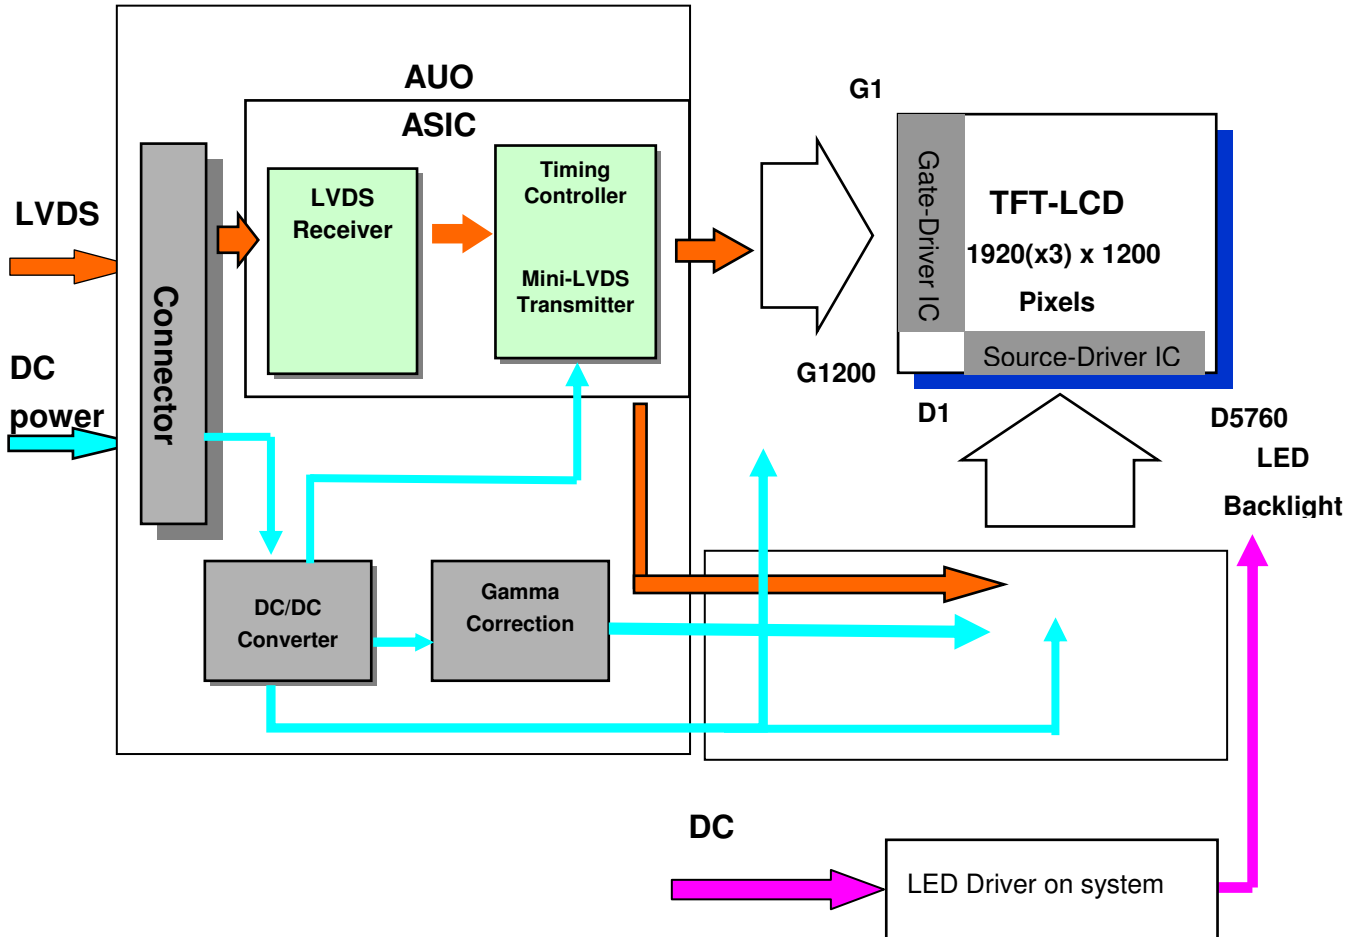 AUO
ASIC
G1
LVDS
Connector
LVDS
Receiver
Timing
Controller
Mini-LVDS
Transmitter
Gate-Driver IC
TFT-LCD
1920(x3) x 1200
Pixels
Source-Driver IC
DC
power
G1200
D1
D5760
LED
Backlight
DC/DC
Converter
Gamma
Correction
DC
LED Driver on system